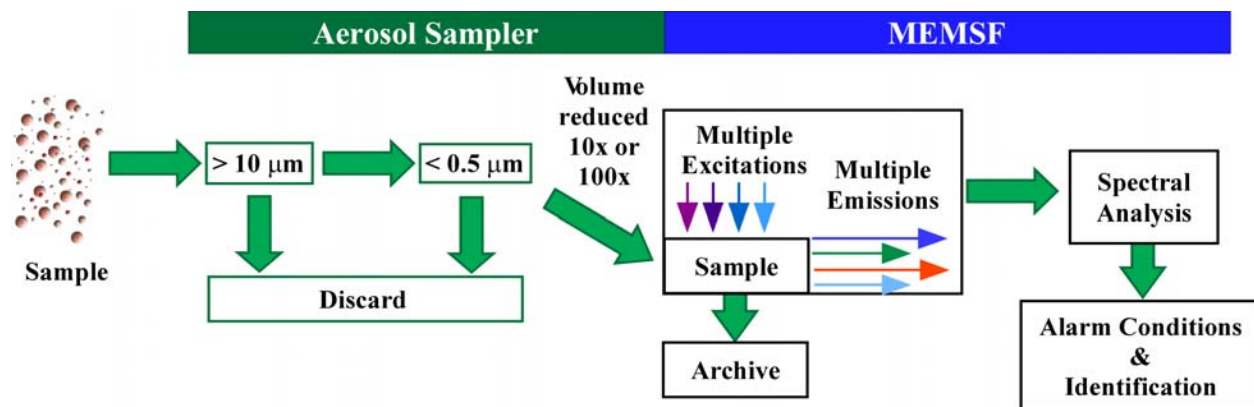 Aerosol Sampler
MEMSF
Sample
> 10 μm
< 0.5 μm
Discard
Volume
reduced
10x or
100x
Multiple
Excitations
Multiple
Emissions
Sample
Archive
Spectral
Analysis
Alarm Conditions
&
Identification